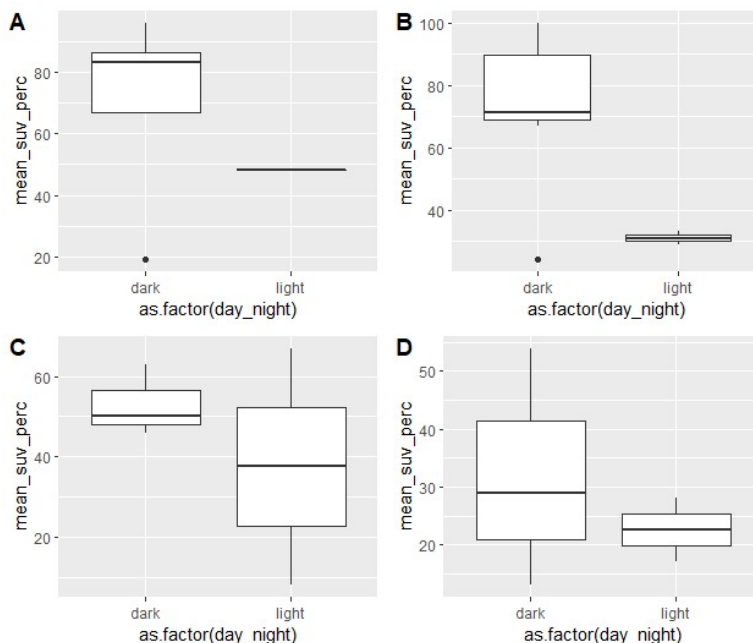 A
mean_suv_perc
80
60
40
20
dark light
as.factor(day_night)
B
mean_suv_perc
100
80
60
40
dark light
as.factor(day_night)
C
mean_suv_perc
60
40
20
dark light
as.factor(day_night)
D
mean_suv_perc
50
40
30
20
dark light
as.factor(day_night)